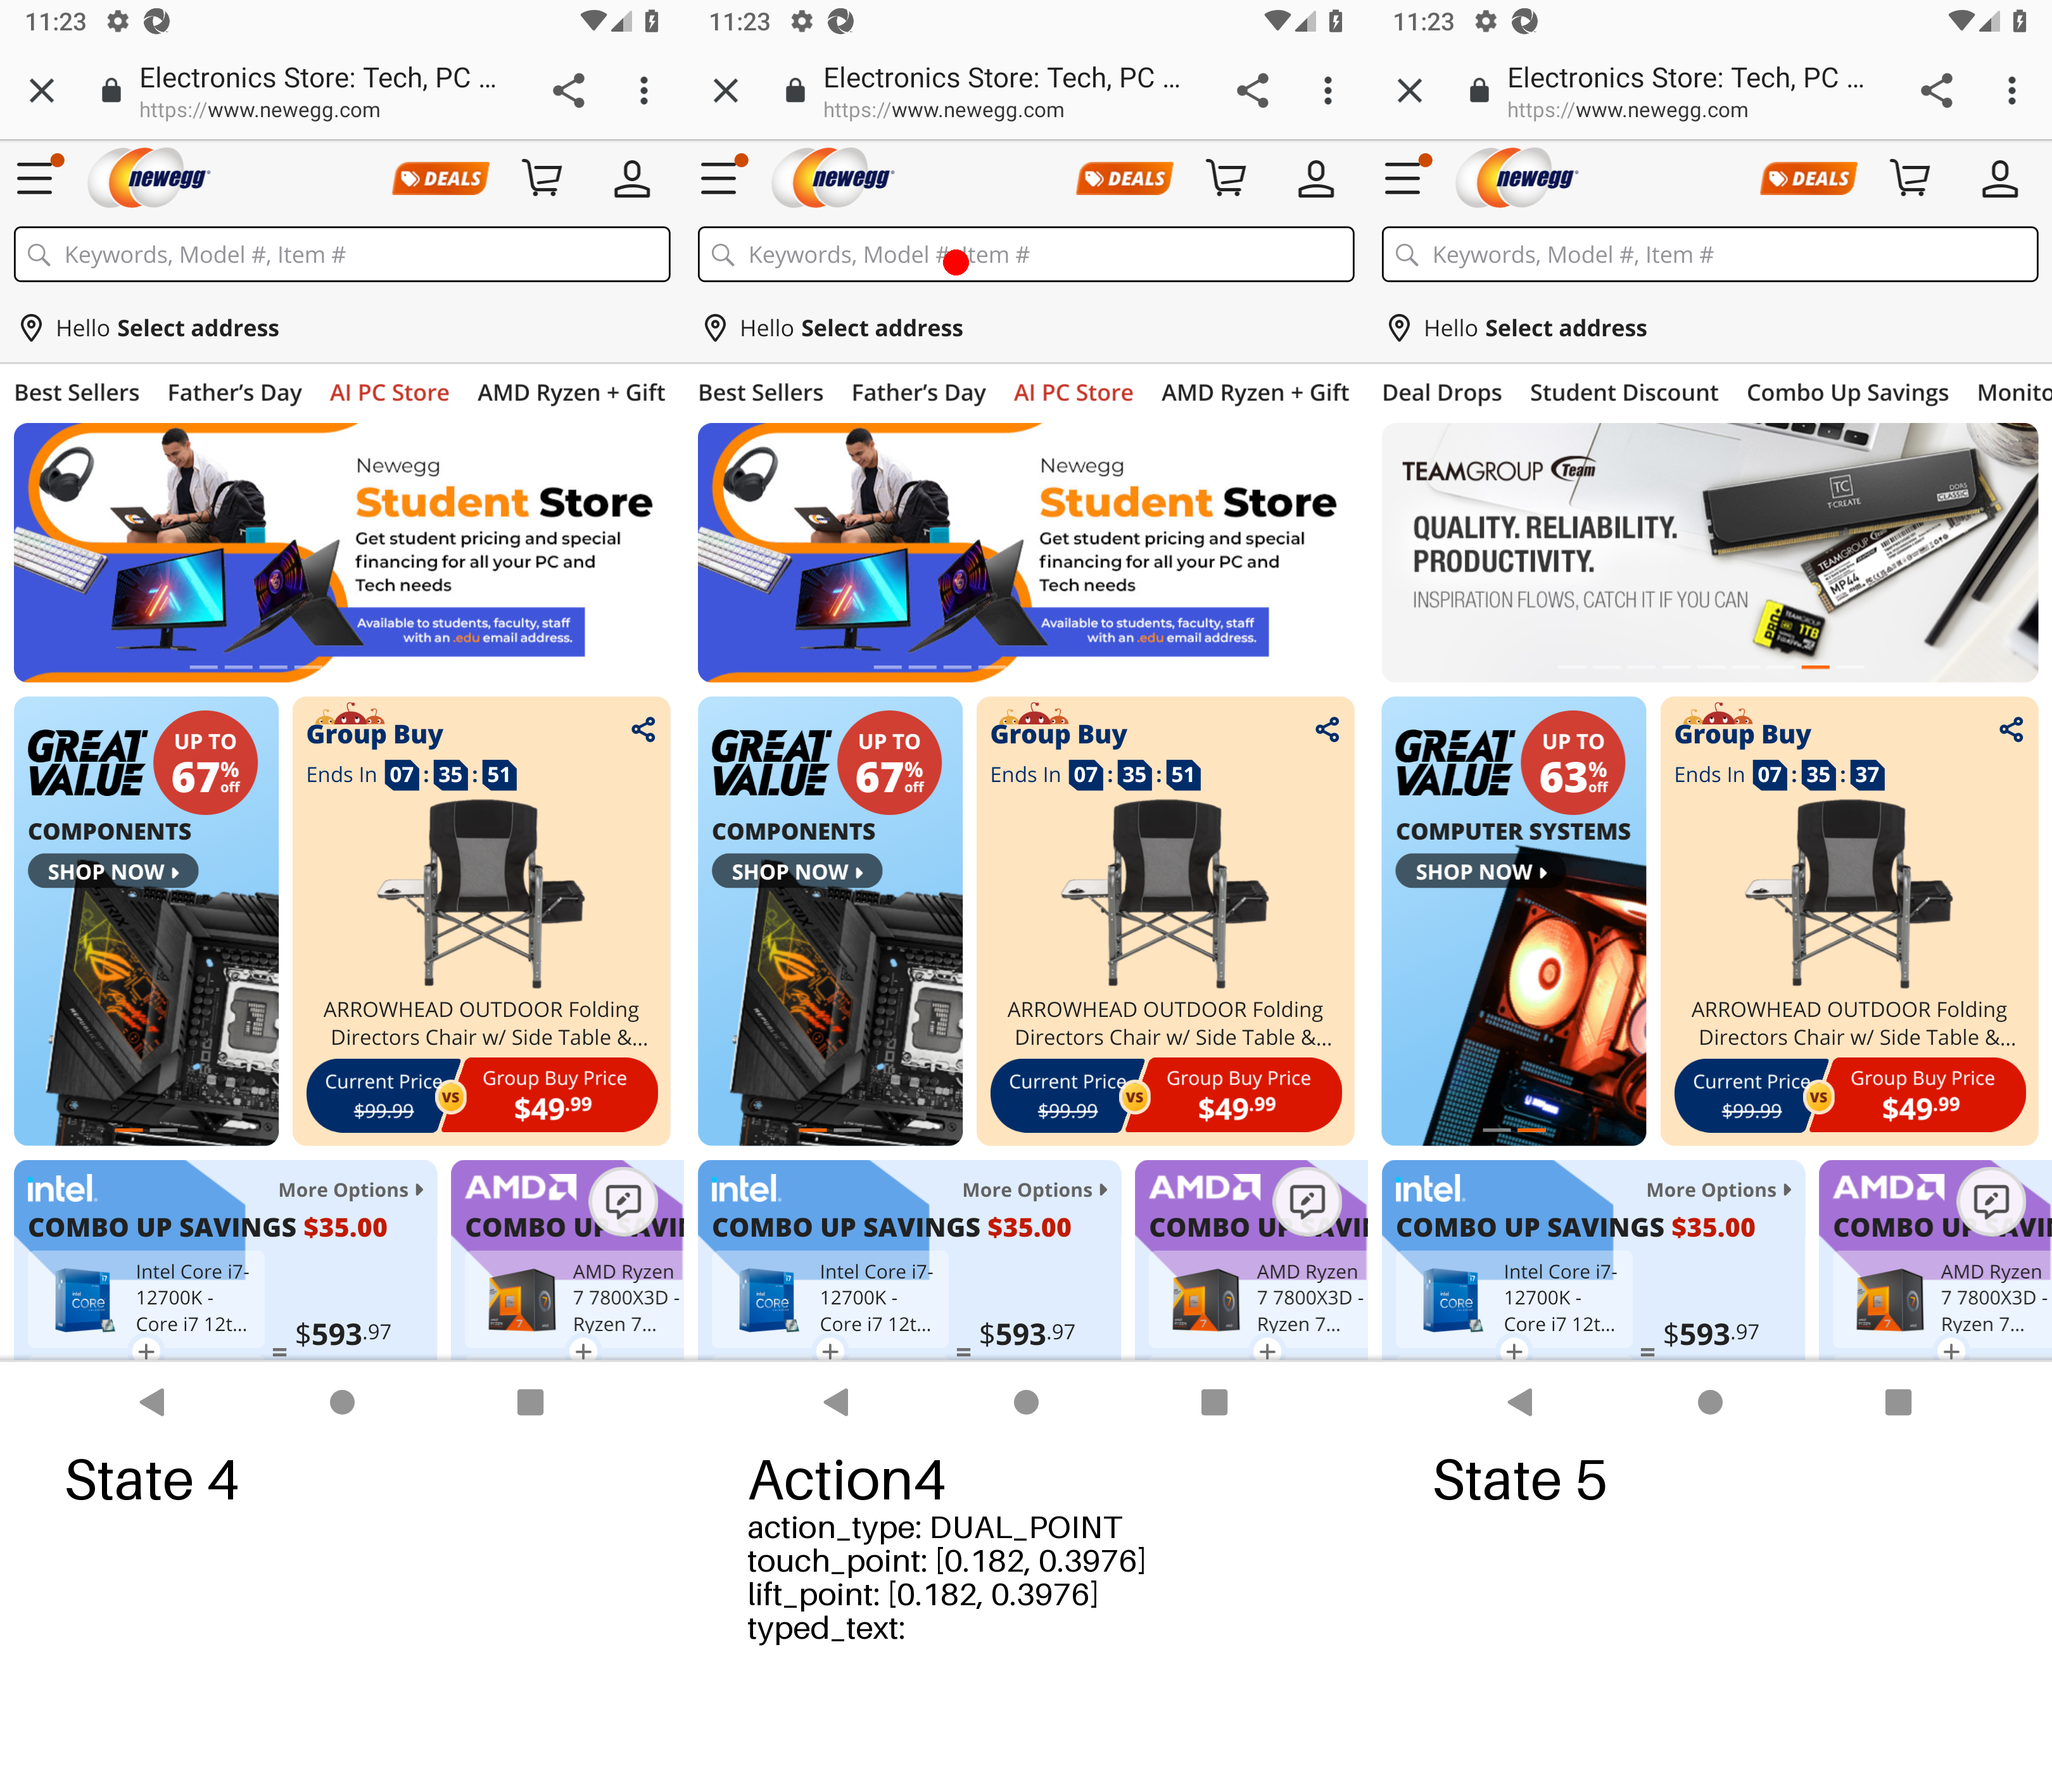 11:23
Electronics Store: Tech, PC ...
https://www.newegg.com
newegg
DEALS
Keywords, Model #, Item #
Hello Select address
Best Sellers Father's Day AI PC Store AMD Ryzen + Gift
Newegg
Student Store
Get student pricing and special
financing for all your PC and
Tech needs
Available to students, faculty, staff
with an .edu email address.
GREAT
VALUE
UP TO
67% off
COMPONENTS
SHOP NOW
Group Buy
Ends In 07 : 35 : 51
ARROWHEAD OUTDOOR Folding
Directors Chair w/ Side Table &...
Current Price
$99.99
VS
Group Buy Price
$49.99
intel.
More Options
COMBO UP SAVINGS $35.00
Intel Core i7-
12700K -
Core i7 12t...
+
=
$593.97
AMD
COMBO UP SAVI
AMD Ryzen
7 7800X3D -
Ryzen 7...
+
State 4
11:23
Electronics Store: Tech, PC ...
https://www.newegg.com
newegg
DEALS
Keywords, Model #, Item #
Hello Select address
Best Sellers Father's Day AI PC Store AMD Ryzen + Gift
Newegg
Student Store
Get student pricing and special
financing for all your PC and
Tech needs
Available to students, faculty, staff
with an .edu email address.
GREAT
VALUE
UP TO
67% off
COMPONENTS
SHOP NOW
Group Buy
Ends In 07 : 35 : 51
ARROWHEAD OUTDOOR Folding
Directors Chair w/ Side Table &...
Current Price
$99.99
VS
Group Buy Price
$49.99
intel.
More Options
COMBO UP SAVINGS $35.00
Intel Core i7-
12700K -
Core i7 12t...
+
=
$593.97
AMD
COMBO UP SAVI
AMD Ryzen
7 7800X3D -
Ryzen 7...
+
Action4
action_type: DUAL_POINT
touch_point: [0.182, 0.3976]
lift_point: [0.182, 0.3976]
typed_text:
11:23
Electronics Store: Tech, PC ...
https://www.newegg.com
newegg
DEALS
Keywords, Model #, Item #
Hello Select address
Deal Drops Student Discount Combo Up Savings Monito
TEAMGROUP Team
QUALITY. RELIABILITY.
PRODUCTIVITY.
INSPIRATION FLOWS, CATCH IT IF YOU CAN
TC
T-CREATE
DDR5
CLASSIC
TEAMGROUP
MP44
PRO+
1TB
GREAT
VALUE
UP TO
63% off
COMPUTER SYSTEMS
SHOP NOW
Group Buy
Ends In 07 : 35 : 37
ARROWHEAD OUTDOOR Folding
Directors Chair w/ Side Table &...
Current Price
$99.99
VS
Group Buy Price
$49.99
intel.
More Options
COMBO UP SAVINGS $35.00
Intel Core i7-
12700K -
Core i7 12t...
+
=
$593.97
AMD
COMBO UP SAVI
AMD Ryzen
7 7800X3D -
Ryzen 7...
+
State 5